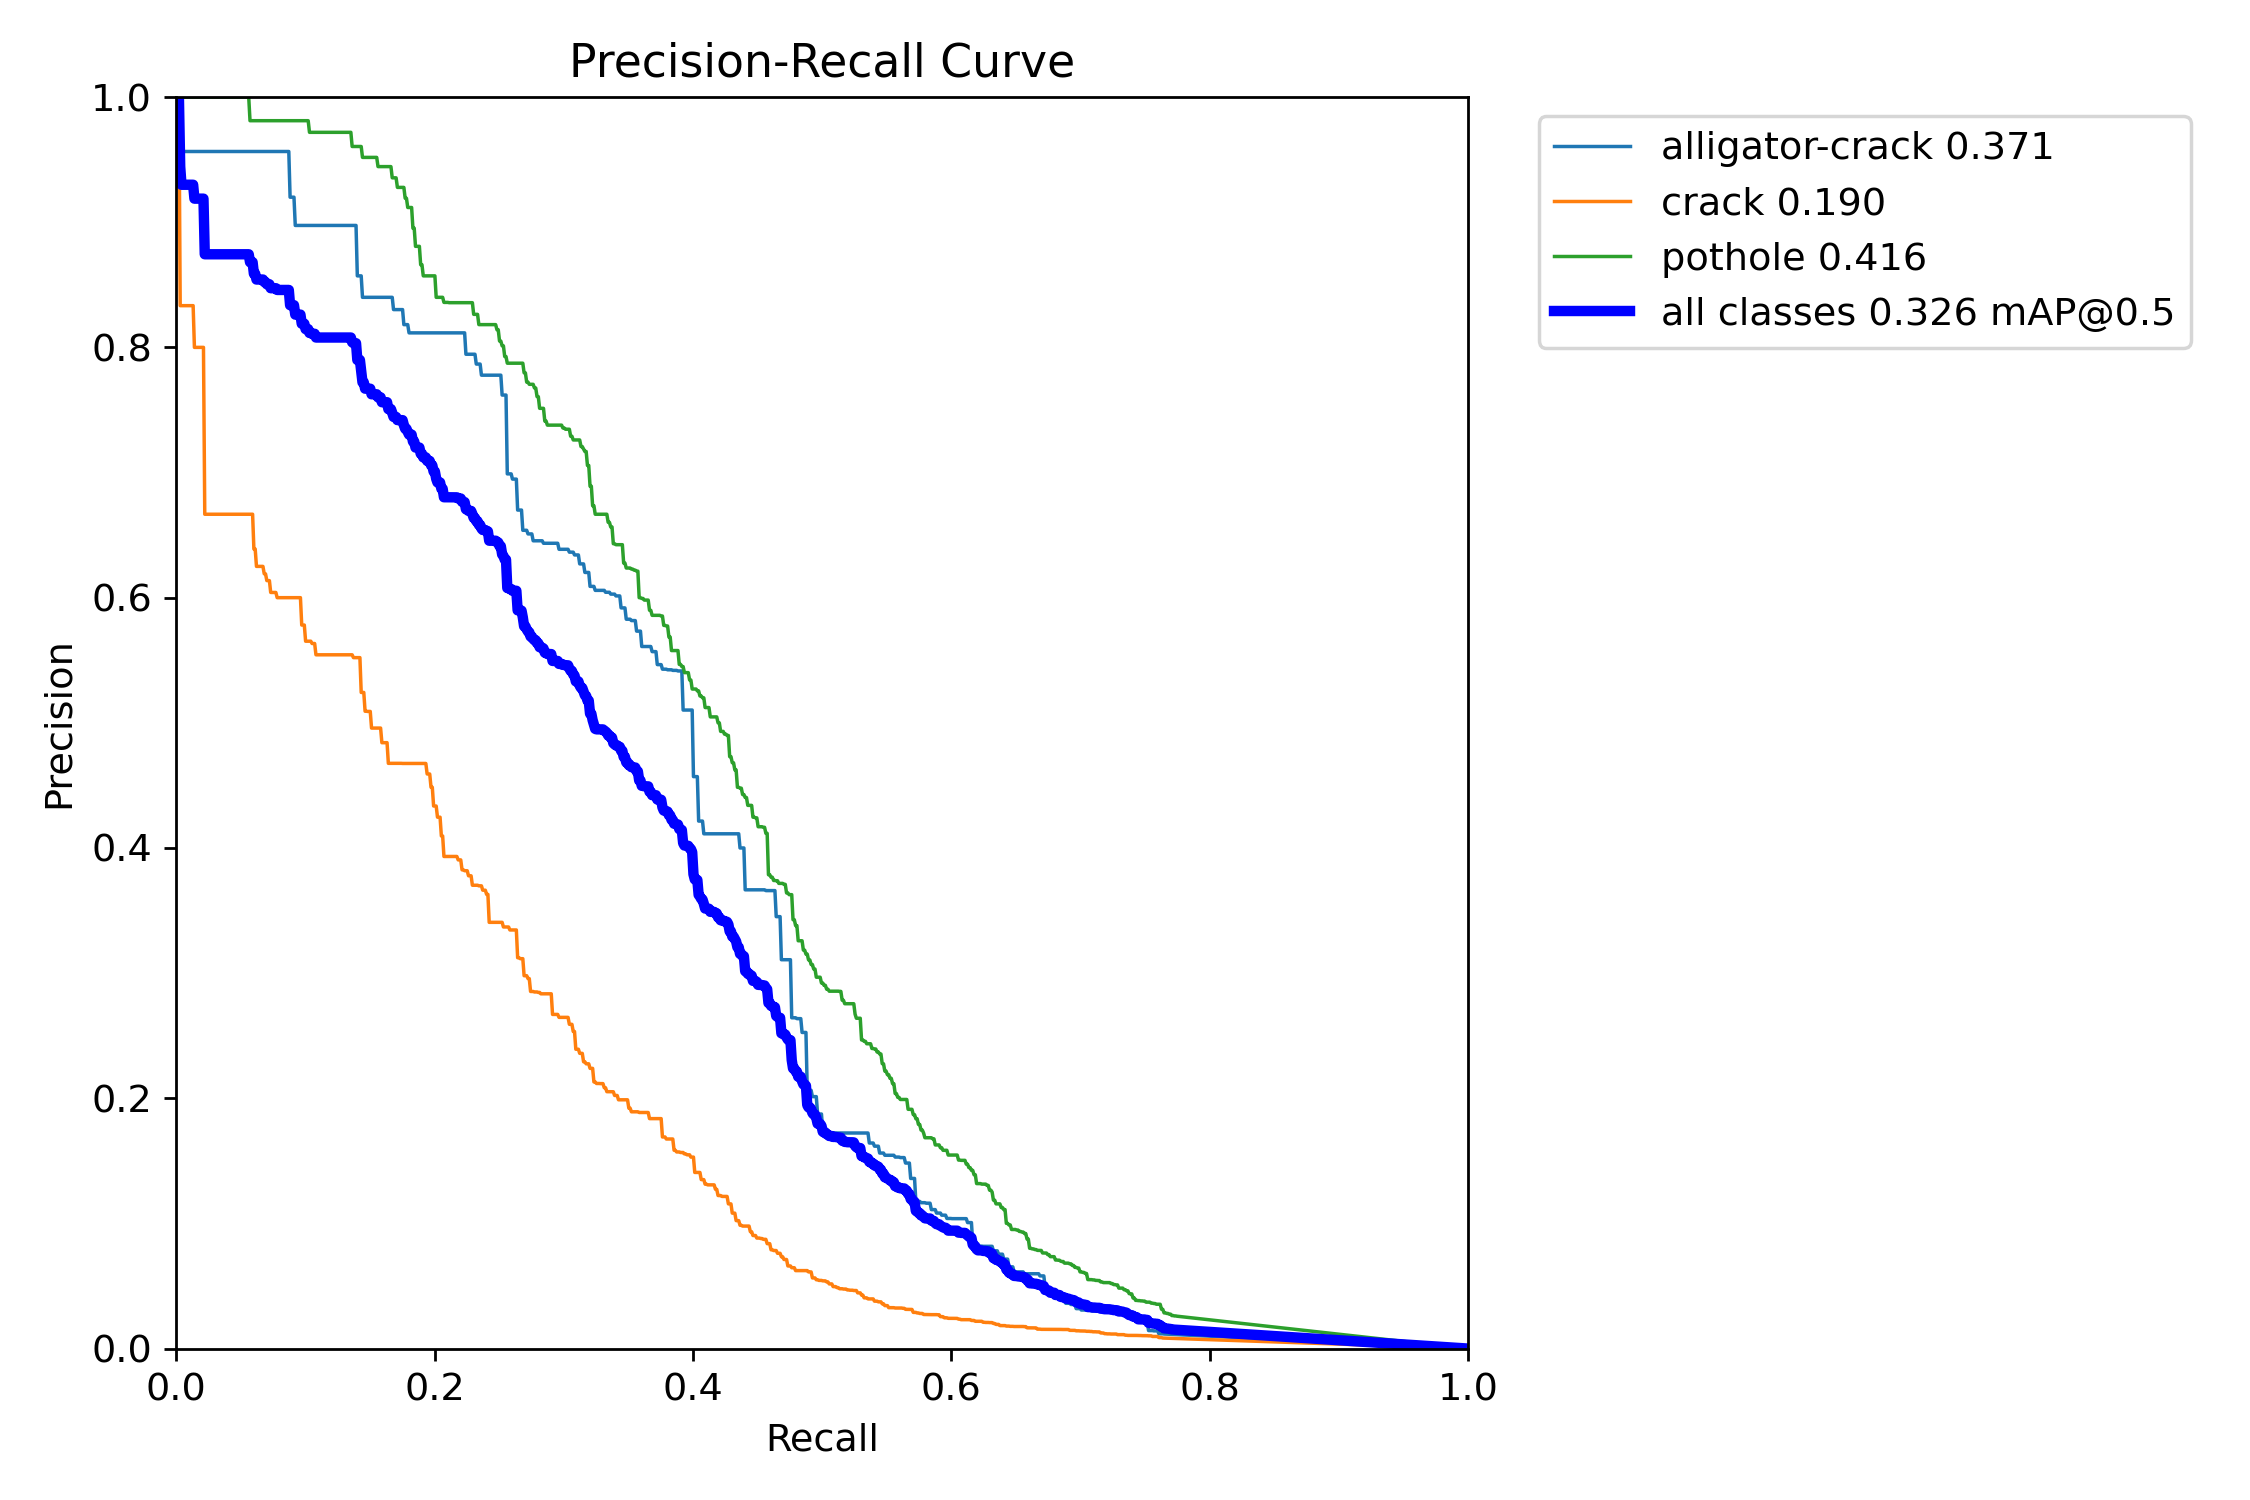 Precision-Recall Curve
alligator-crack 0.371
crack 0.190
pothole 0.416
all classes 0.326 mAP@0.5
Precision
1.0
0.8
0.6
0.4
0.2
0.0
0.0 0.2 0.4 0.6 0.8 1.0
Recall